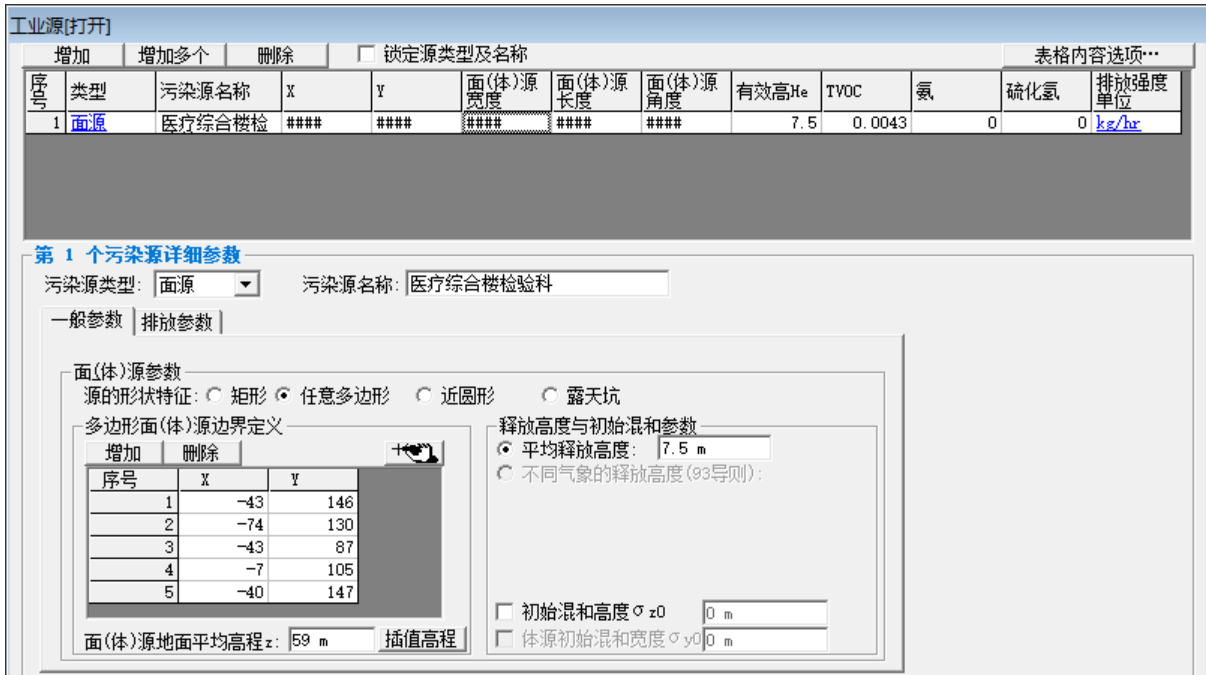 工业源[打开]
增加 增加多个 删除 锁定源类型及名称 表格内容选项…
序号 类型 污染源名称 X Y 面(体)源宽度 面(体)源长度 面(体)源角度 有效高He TVOC 氨 硫化氢 排放强度单位
1 面源 医疗综合楼检 #### #### #### #### #### 7.5 0.0043 0 0 kg/hr
第 1 个污染源详细参数
污染源类型: 面源 污染源名称: 医疗综合楼检验科
一般参数 排放参数
面(体)源参数
源的形状特征: 矩形 任意多边形 近圆形 露天坑
多边形面(体)源边界定义
增加 删除
序号 X Y
1 -43 146
2 -74 130
3 -43 87
4 -7 105
5 -40 147
面(体)源地面平均高程z: 59 m 插值高程
释放高度与初始混和参数
平均释放高度: 7.5 m
不同气象的释放高度(93导则):
初始混和高度σz0 0 m
体源初始混和宽度σy0 0 m